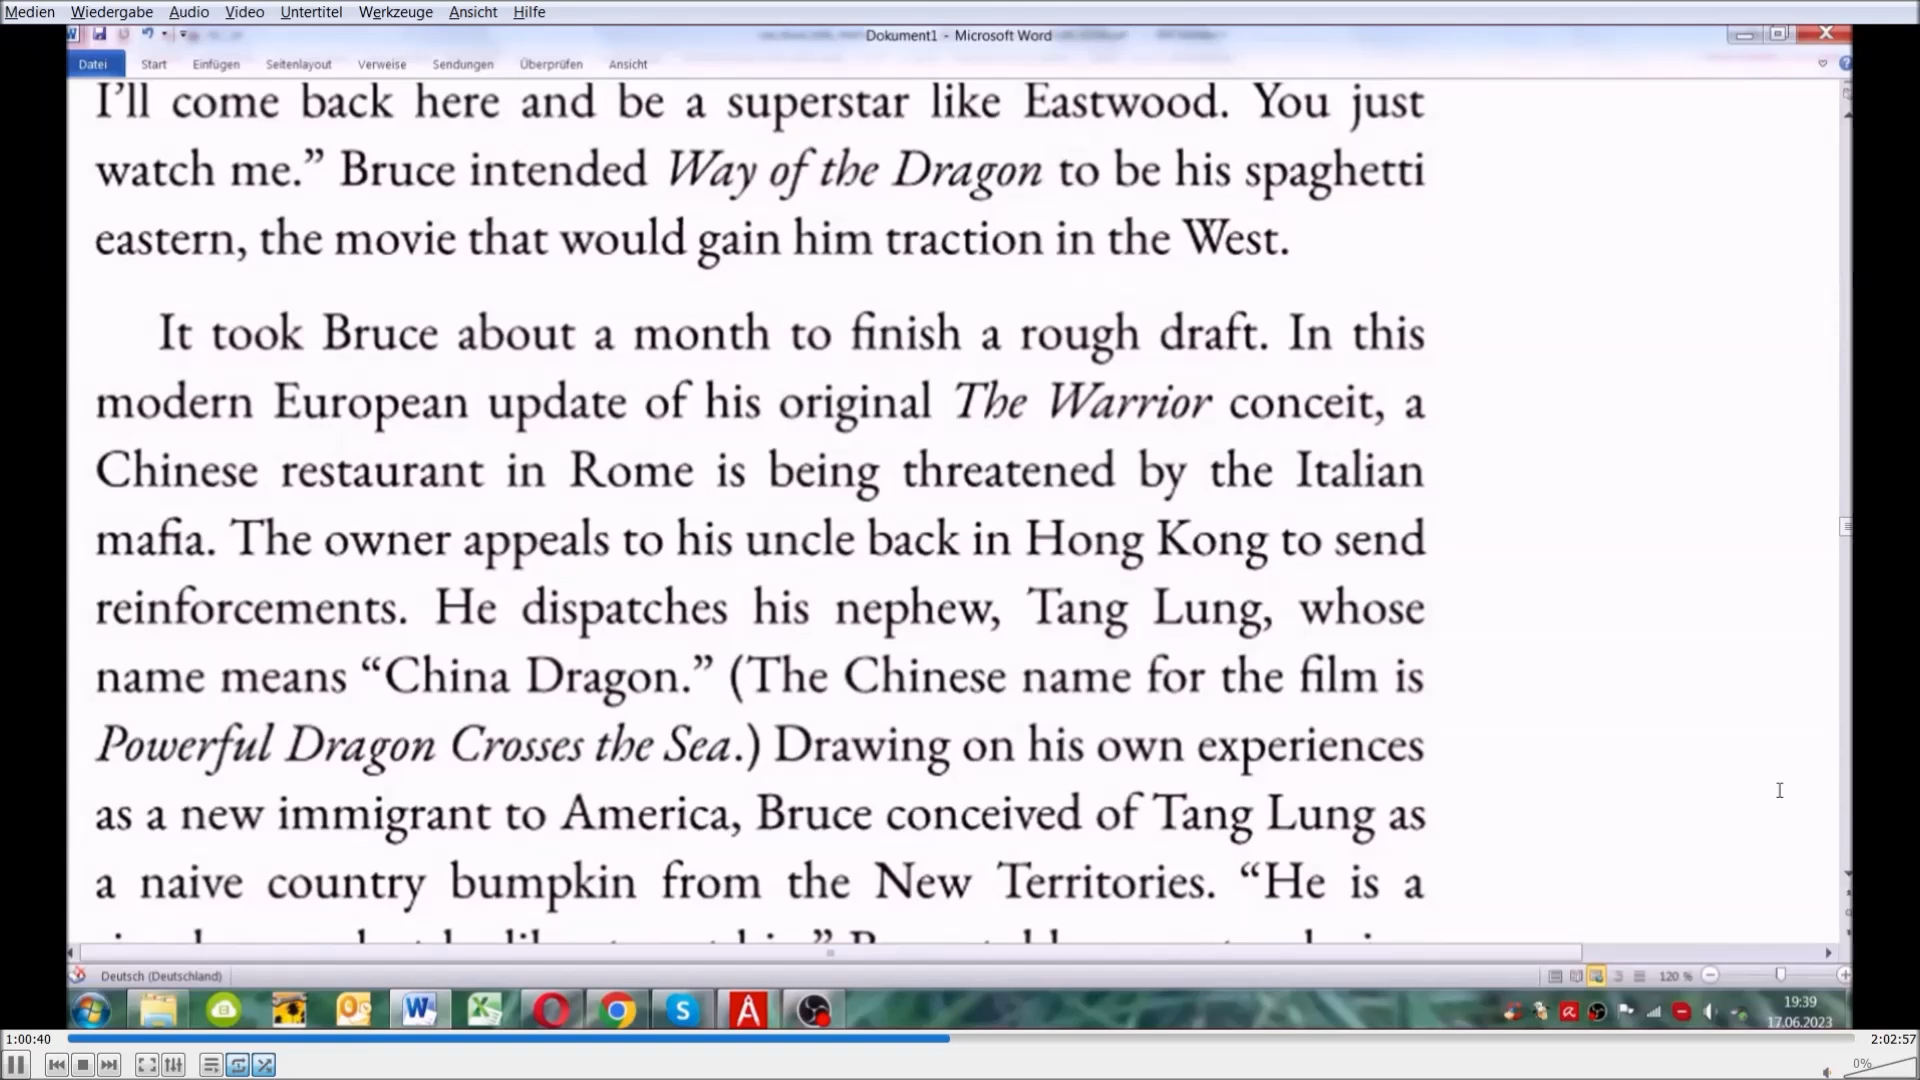 Medien Wiedergabe Audio Video Untertitel Werkzeuge Ansicht Hilfe
Dokument1 - Microsoft Word
Datei Start Einfügen Seitenlayout Verweise Sendungen Überprüfen Ansicht
I’ll come back here and be a superstar like Eastwood. You just
watch me.” Bruce intended Way of the Dragon to be his spaghetti
eastern, the movie that would gain him traction in the West.
It took Bruce about a month to finish a rough draft. In this
modern European update of his original The Warrior conceit, a
Chinese restaurant in Rome is being threatened by the Italian
mafia. The owner appeals to his uncle back in Hong Kong to send
reinforcements. He dispatches his nephew, Tang Lung, whose
name means “China Dragon.” (The Chinese name for the film is
Powerful Dragon Crosses the Sea.) Drawing on his own experiences
as a new immigrant to America, Bruce conceived of Tang Lung as
a naive country bumpkin from the New Territories. “He is a
Deutsch (Deutschland)
120 %
19:39
17.06.2023
1:00:40
2:02:57
0%